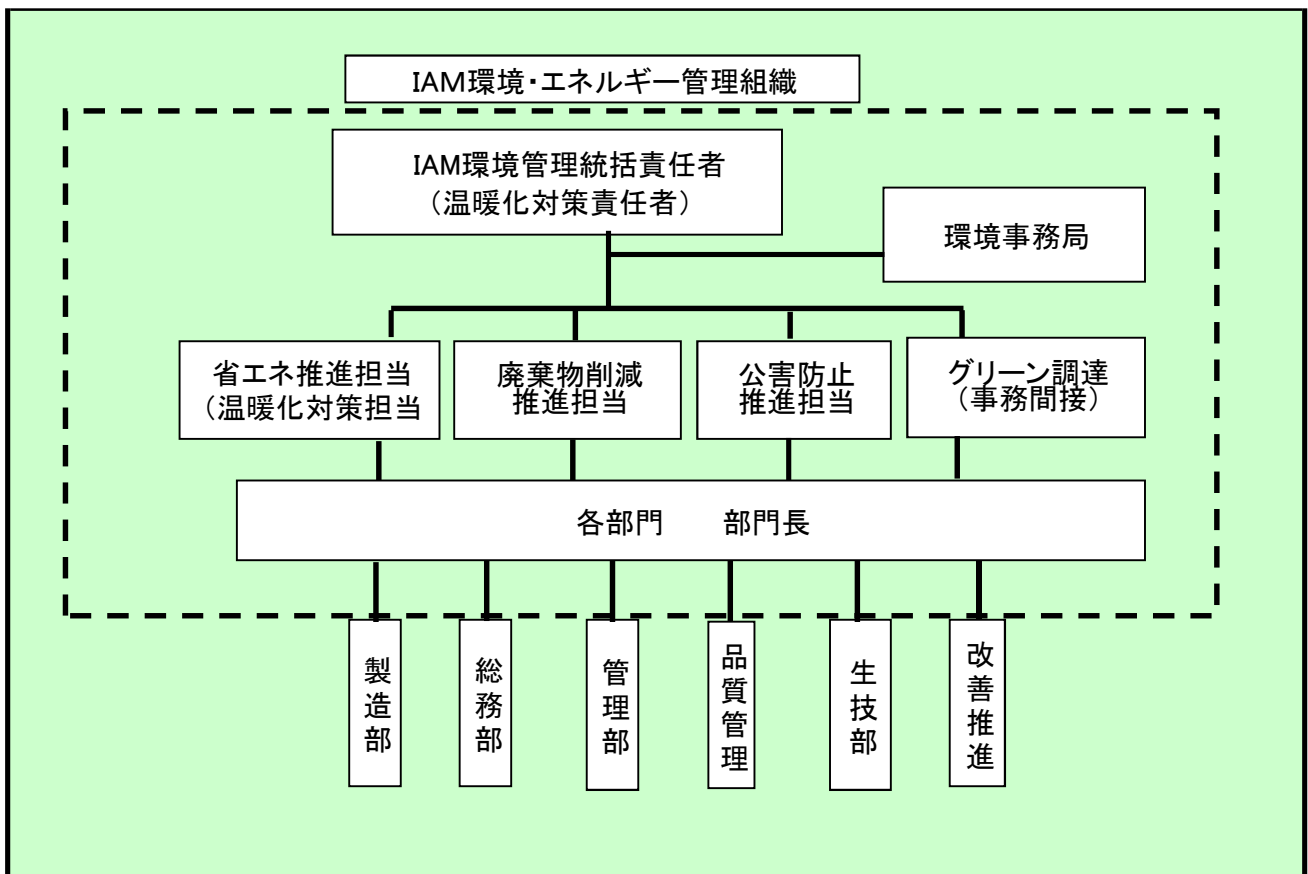 IAM環境・エネルギー管理組織
IAM環境管理統括責任者
（温暖化対策責任者）
環境事務局
省エネ推進担当
（温暖化対策担当
廃棄物削減
推進担当
公害防止
推進担当
グリーン調達
（事務間接）
各部門　　部門長
製造部
総務部
管理部
品質管理
生技部
改善推進